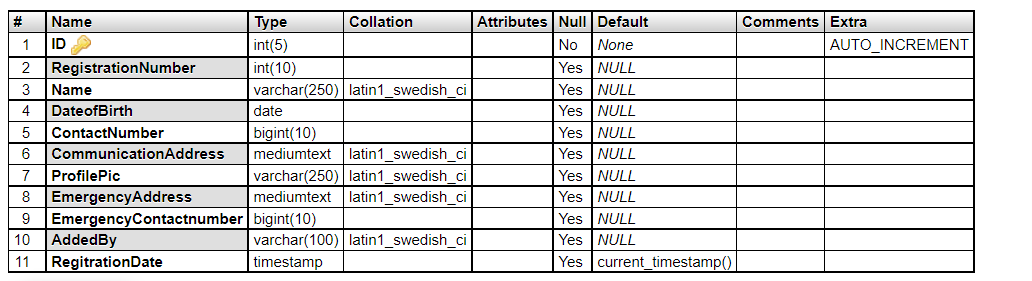 # Name Type Collation Attributes Null Default Comments Extra
1 ID int(5) No None AUTO_INCREMENT
2 RegistrationNumber int(10) Yes NULL
3 Name varchar(250) latin1_swedish_ci Yes NULL
4 DateofBirth date Yes NULL
5 ContactNumber bigint(10) Yes NULL
6 CommunicationAddress mediumtext latin1_swedish_ci Yes NULL
7 ProfilePic varchar(250) latin1_swedish_ci Yes NULL
8 EmergencyAddress mediumtext latin1_swedish_ci Yes NULL
9 EmergencyContactnumber bigint(10) Yes NULL
10 AddedBy varchar(100) latin1_swedish_ci Yes NULL
11 RegitrationDate timestamp Yes current_timestamp()